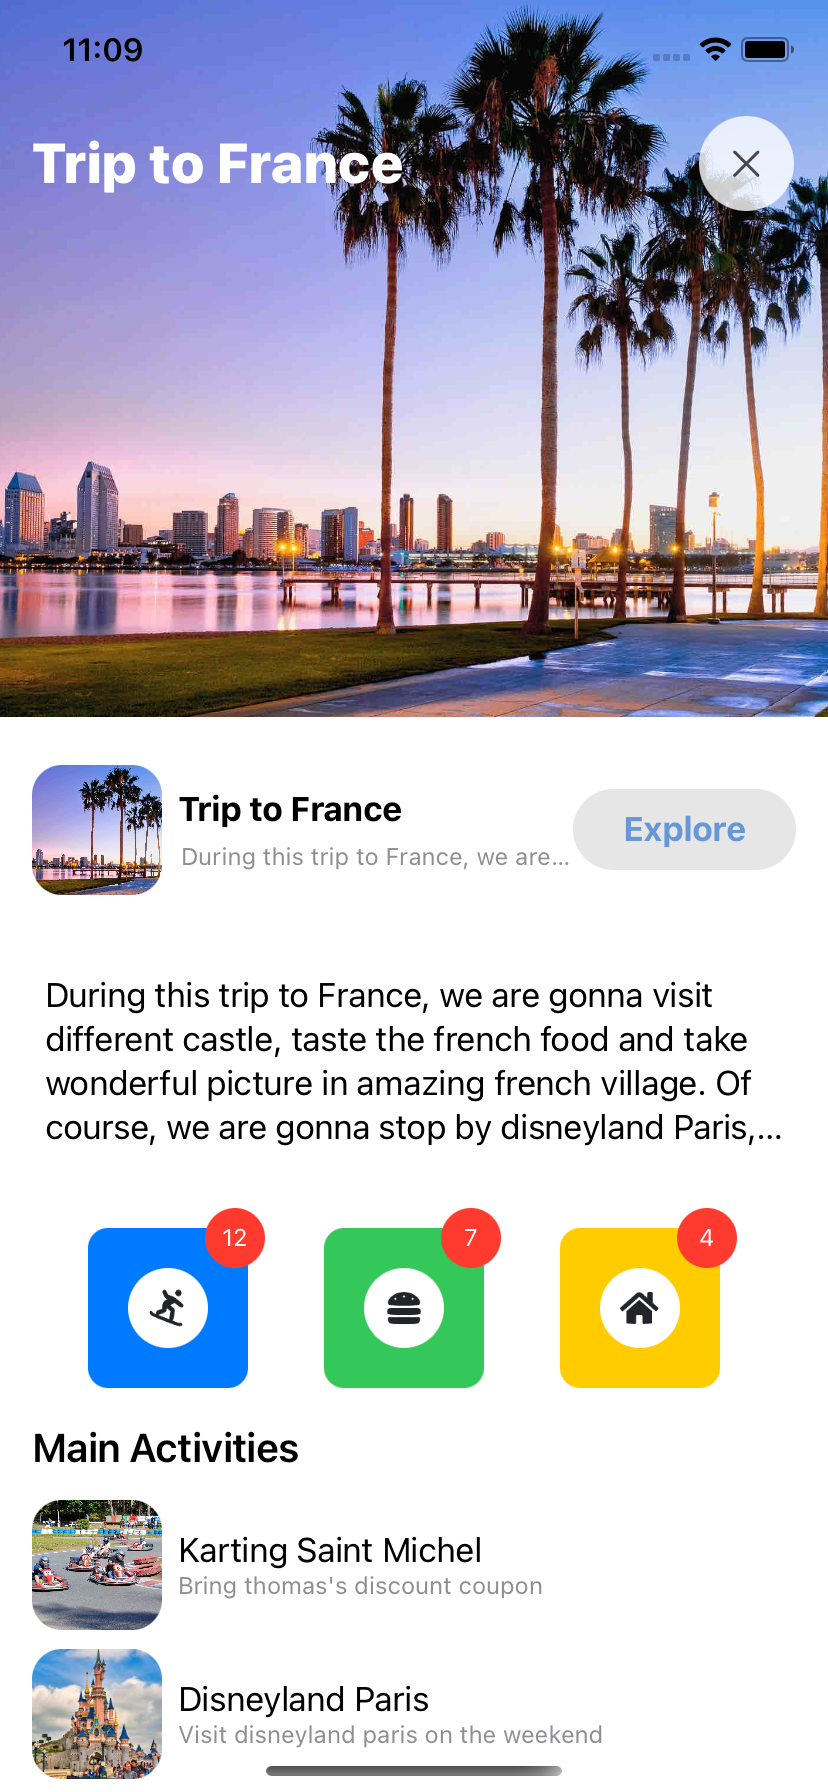 11:09
Trip to France
Trip to France
During this trip to France, we are...
Explore
During this trip to France, we are gonna visit
different castle, taste the french food and take
wonderful picture in amazing french village. Of
course, we are gonna stop by disneyland Paris,...
12
7
4
Main Activities
Karting Saint Michel
Bring thomas's discount coupon
Disneyland Paris
Visit disneyland paris on the weekend